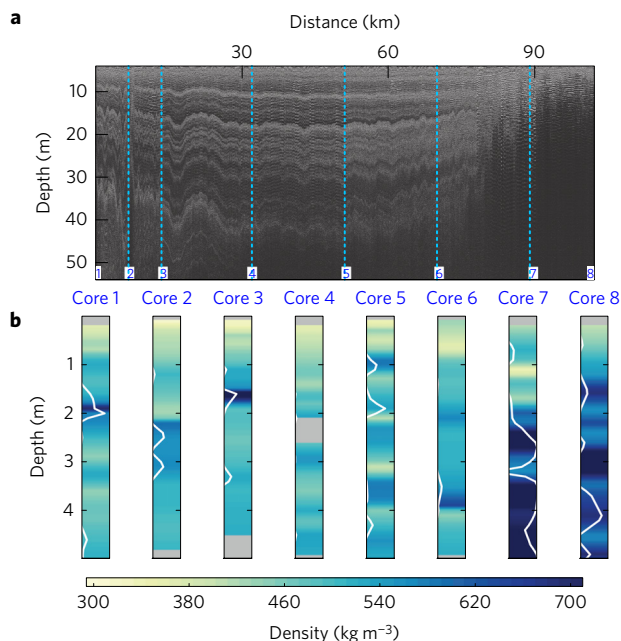 a
Distance (km)
30 60 90
10
20
30
40
50
Depth (m)
1 2 3 4 5 6 7 8
Core 1 Core 2 Core 3 Core 4 Core 5 Core 6 Core 7 Core 8
b
1
2
3
4
Depth (m)
300 380 460 540 620 700
Density (kg m⁻³)